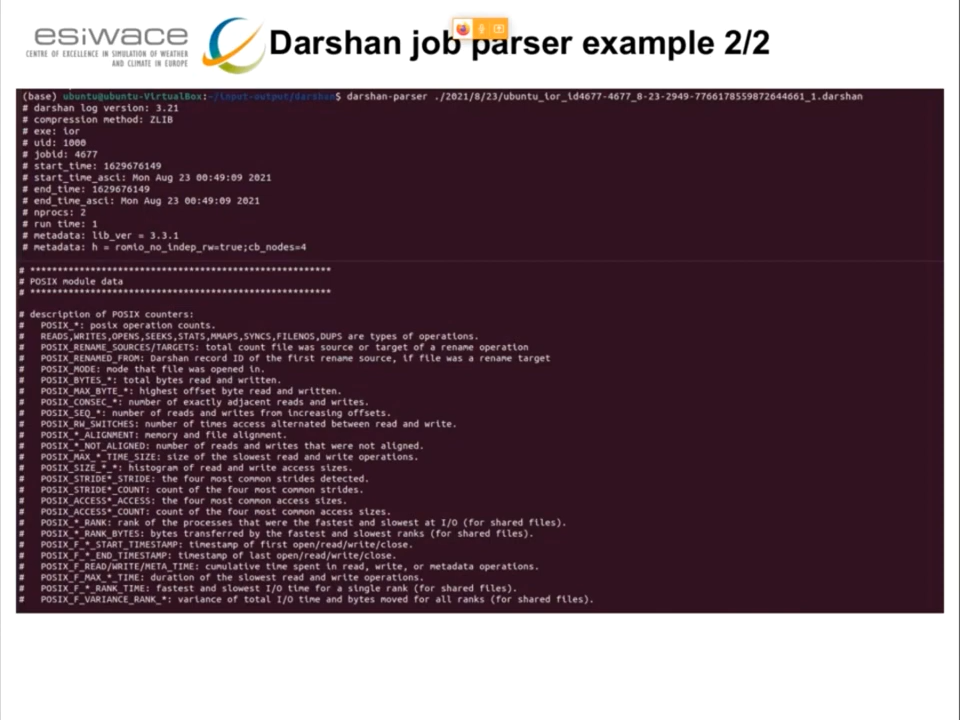 esiwace
CENTRE OF EXCELLENCE IN SIMULATION OF WEATHER
AND CLIMATE IN EUROPE
Darshan job parser example 2/2
(base) ubuntu@ubuntu-VirtualBox:~/input-output/darshan$ darshan-parser ./2021/8/23/ubuntu_ior_id4677-4677_8-23-2949-7766178559872644661_1.darshan
# darshan log version: 3.21
# compression method: ZLIB
# exe: ior
# uid: 1000
# jobid: 4677
# start_time: 1629676149
# start_time_asci: Mon Aug 23 00:49:09 2021
# end_time: 1629676149
# end_time_asci: Mon Aug 23 00:49:09 2021
# nprocs: 2
# run time: 1
# metadata: lib_ver = 3.3.1
# metadata: h = romio_no_indep_rw=true;cb_nodes=4
# *******************************************************
# POSIX module data
# *******************************************************
# description of POSIX counters:
#   POSIX_*: posix operation counts.
#   READS,WRITES,OPENS,SEEKS,STATS,MMAPS,SYNCS,FILENOS,DUPS are types of operations.
#   POSIX_RENAME_SOURCES/TARGETS: total count file was source or target of a rename operation
#   POSIX_RENAMED_FROM: Darshan record ID of the first rename source, if file was a rename target
#   POSIX_MODE: mode that file was opened in.
#   POSIX_BYTES_*: total bytes read and written.
#   POSIX_MAX_BYTE_*: highest offset byte read and written.
#   POSIX_CONSEC_*: number of exactly adjacent reads and writes.
#   POSIX_SEQ_*: number of reads and writes from increasing offsets.
#   POSIX_RW_SWITCHES: number of times access alternated between read and write.
#   POSIX_*_ALIGNMENT: memory and file alignment.
#   POSIX_*_NOT_ALIGNED: number of reads and writes that were not aligned.
#   POSIX_MAX_*_TIME_SIZE: size of the slowest read and write operations.
#   POSIX_SIZE_*_*: histogram of read and write access sizes.
#   POSIX_STRIDE*_STRIDE: the four most common strides detected.
#   POSIX_STRIDE*_COUNT: count of the four most common strides.
#   POSIX_ACCESS*_ACCESS: the four most common access sizes.
#   POSIX_ACCESS*_COUNT: count of the four most common access sizes.
#   POSIX_*_RANK: rank of the processes that were the fastest and slowest at I/O (for shared files).
#   POSIX_*_RANK_BYTES: bytes transferred by the fastest and slowest ranks (for shared files).
#   POSIX_F_*_START_TIMESTAMP: timestamp of first open/read/write/close.
#   POSIX_F_*_END_TIMESTAMP: timestamp of last open/read/write/close.
#   POSIX_F_READ/WRITE/META_TIME: cumulative time spent in read, write, or metadata operations.
#   POSIX_F_MAX_*_TIME: duration of the slowest read and write operations.
#   POSIX_F_*_RANK_TIME: fastest and slowest I/O time for a single rank (for shared files).
#   POSIX_F_VARIANCE_RANK_*: variance of total I/O time and bytes moved for all ranks (for shared files).